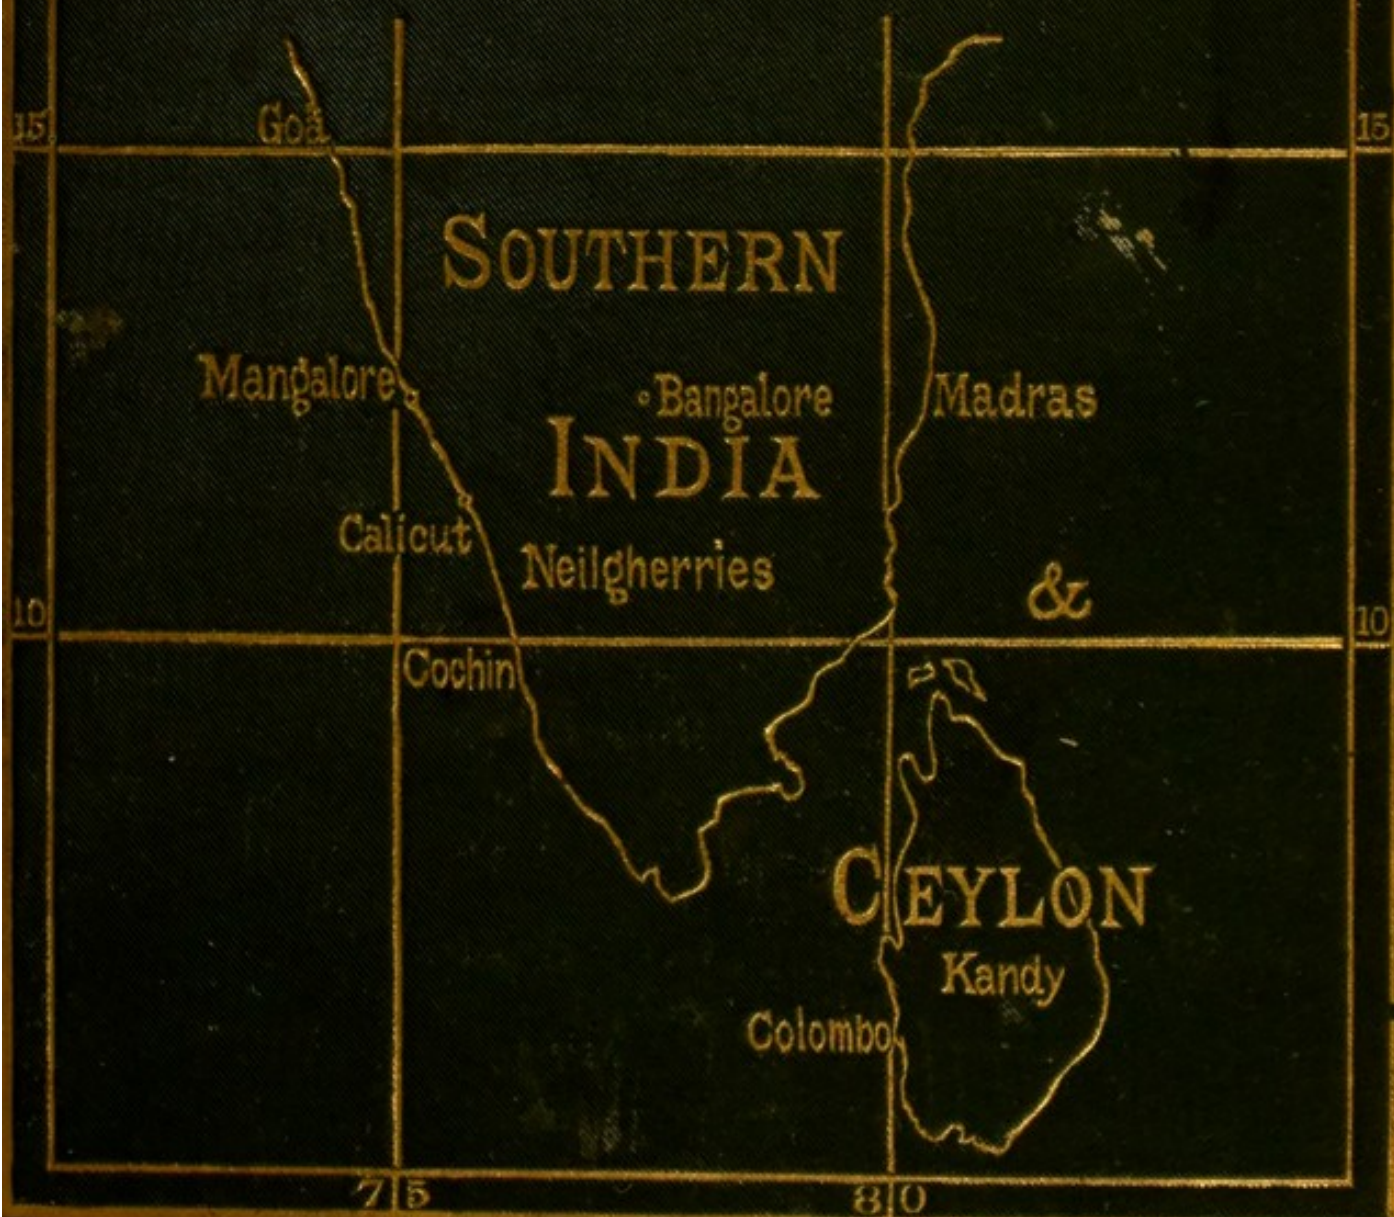 Goa
15
15
SOUTHERN
Mangalore
Bangalore
Madras
INDIA
Calicut
Neilgherries
&
10
10
Cochin
CEYLON
Kandy
Colombo
75
80